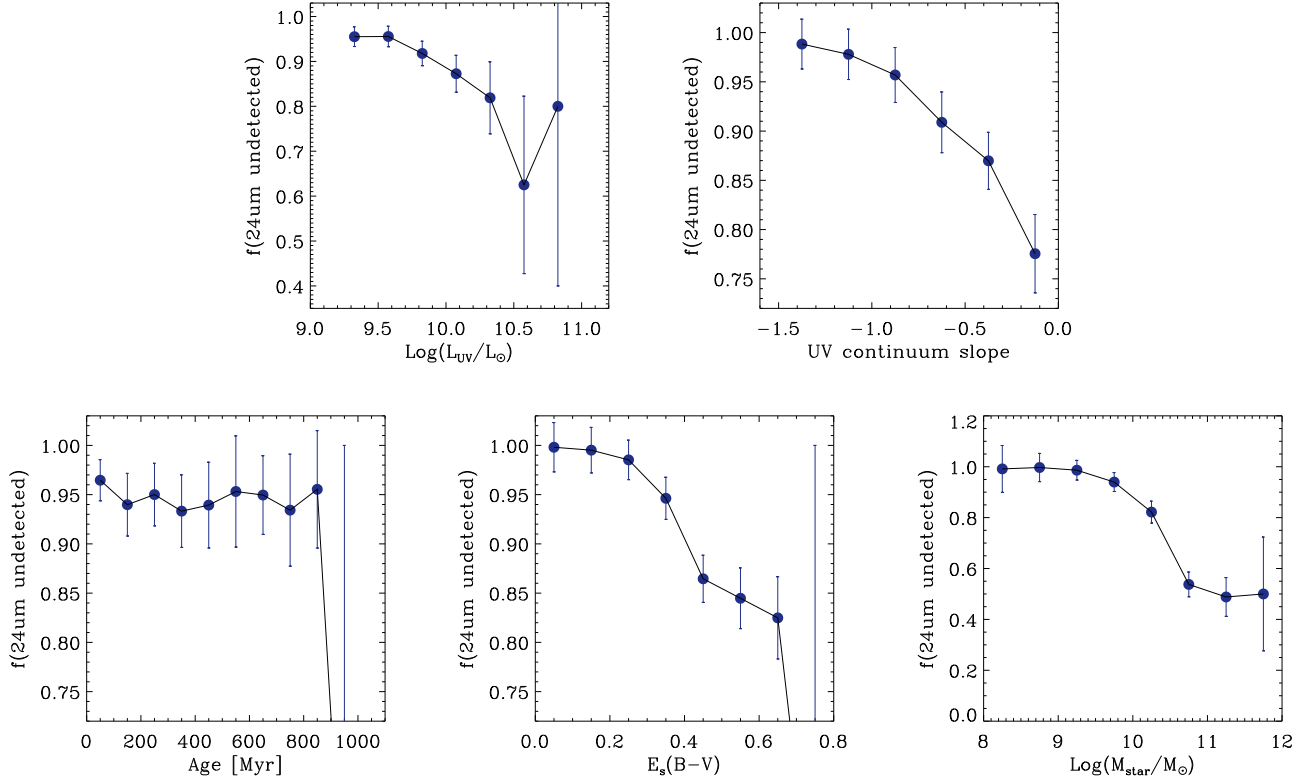 f(24um undetected)
1.0
0.9
0.8
0.7
0.6
0.5
0.4
9.0 9.5 10.0 10.5 11.0
Log(L_UV/L_⊙)
f(24um undetected)
1.00
0.95
0.90
0.85
0.80
0.75
−1.5 −1.0 −0.5 0.0
UV continuum slope
f(24um undetected)
1.00
0.95
0.90
0.85
0.80
0.75
0 200 400 600 800 1000
Age [Myr]
f(24um undetected)
1.00
0.95
0.90
0.85
0.80
0.75
0.0 0.2 0.4 0.6 0.8
E_s(B−V)
f(24um undetected)
1.2
1.0
0.8
0.6
0.4
0.2
0.0
8 9 10 11 12
Log(M_star/M_⊙)